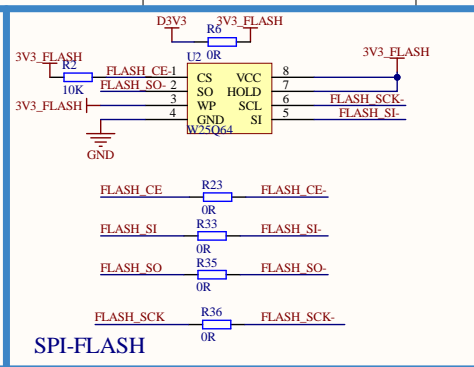 D3V3 3V3_FLASH
R6
0R
3V3_FLASH U2 3V3_FLASH
R2 FLASH_CE- 1 CS VCC 8
10K FLASH_SO- 2 SO HOLD 7
3V3_FLASH 3 WP SCL 6 FLASH_SCK-
4 GND SI 5 FLASH_SI-
W25Q64
GND
FLASH_CE R23 FLASH_CE-
0R
FLASH_SI R33 FLASH_SI-
0R
FLASH_SO R35 FLASH_SO-
0R
FLASH_SCK R36 FLASH_SCK-
0R
SPI-FLASH